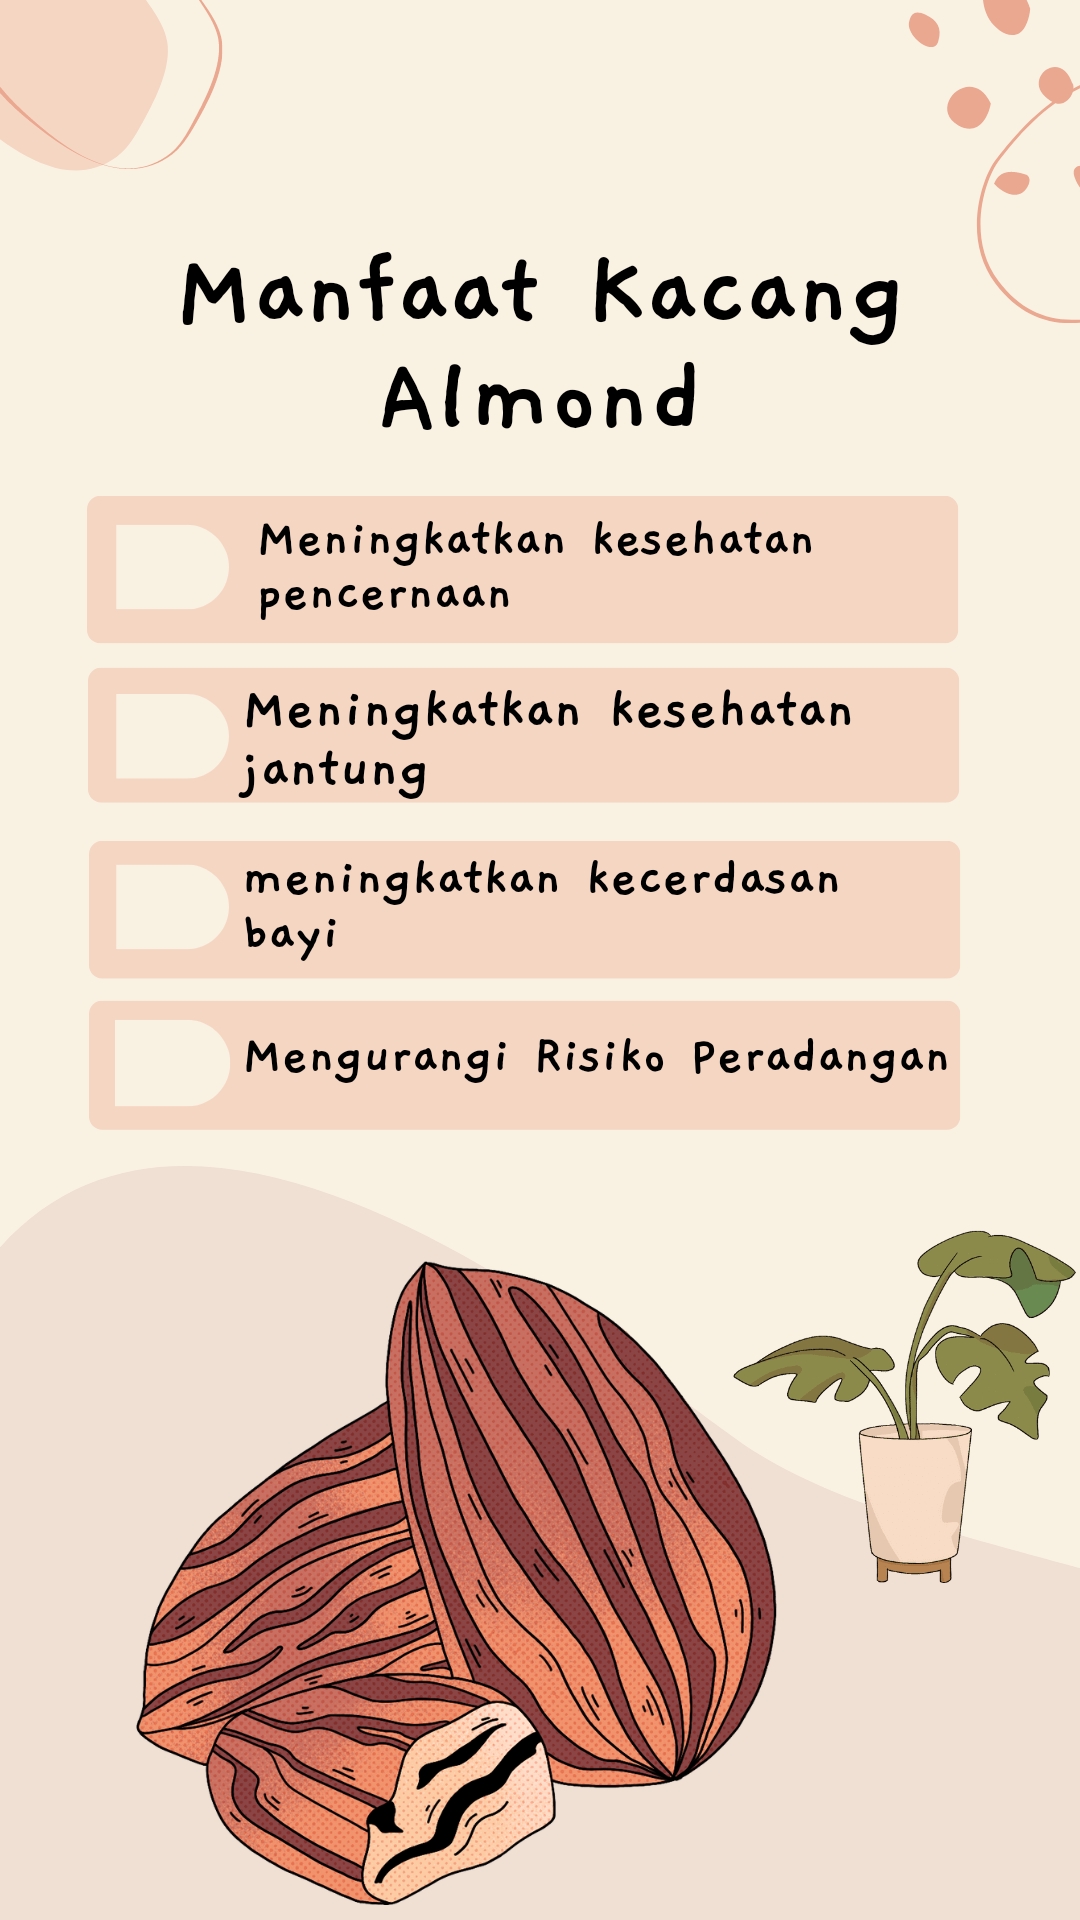 Manfaat Kacang
Almond
Meningkatkan kesehatan
pencernaan
Meningkatkan kesehatan
jantung
meningkatkan kecerdasan
bayi
Mengurangi Risiko Peradangan